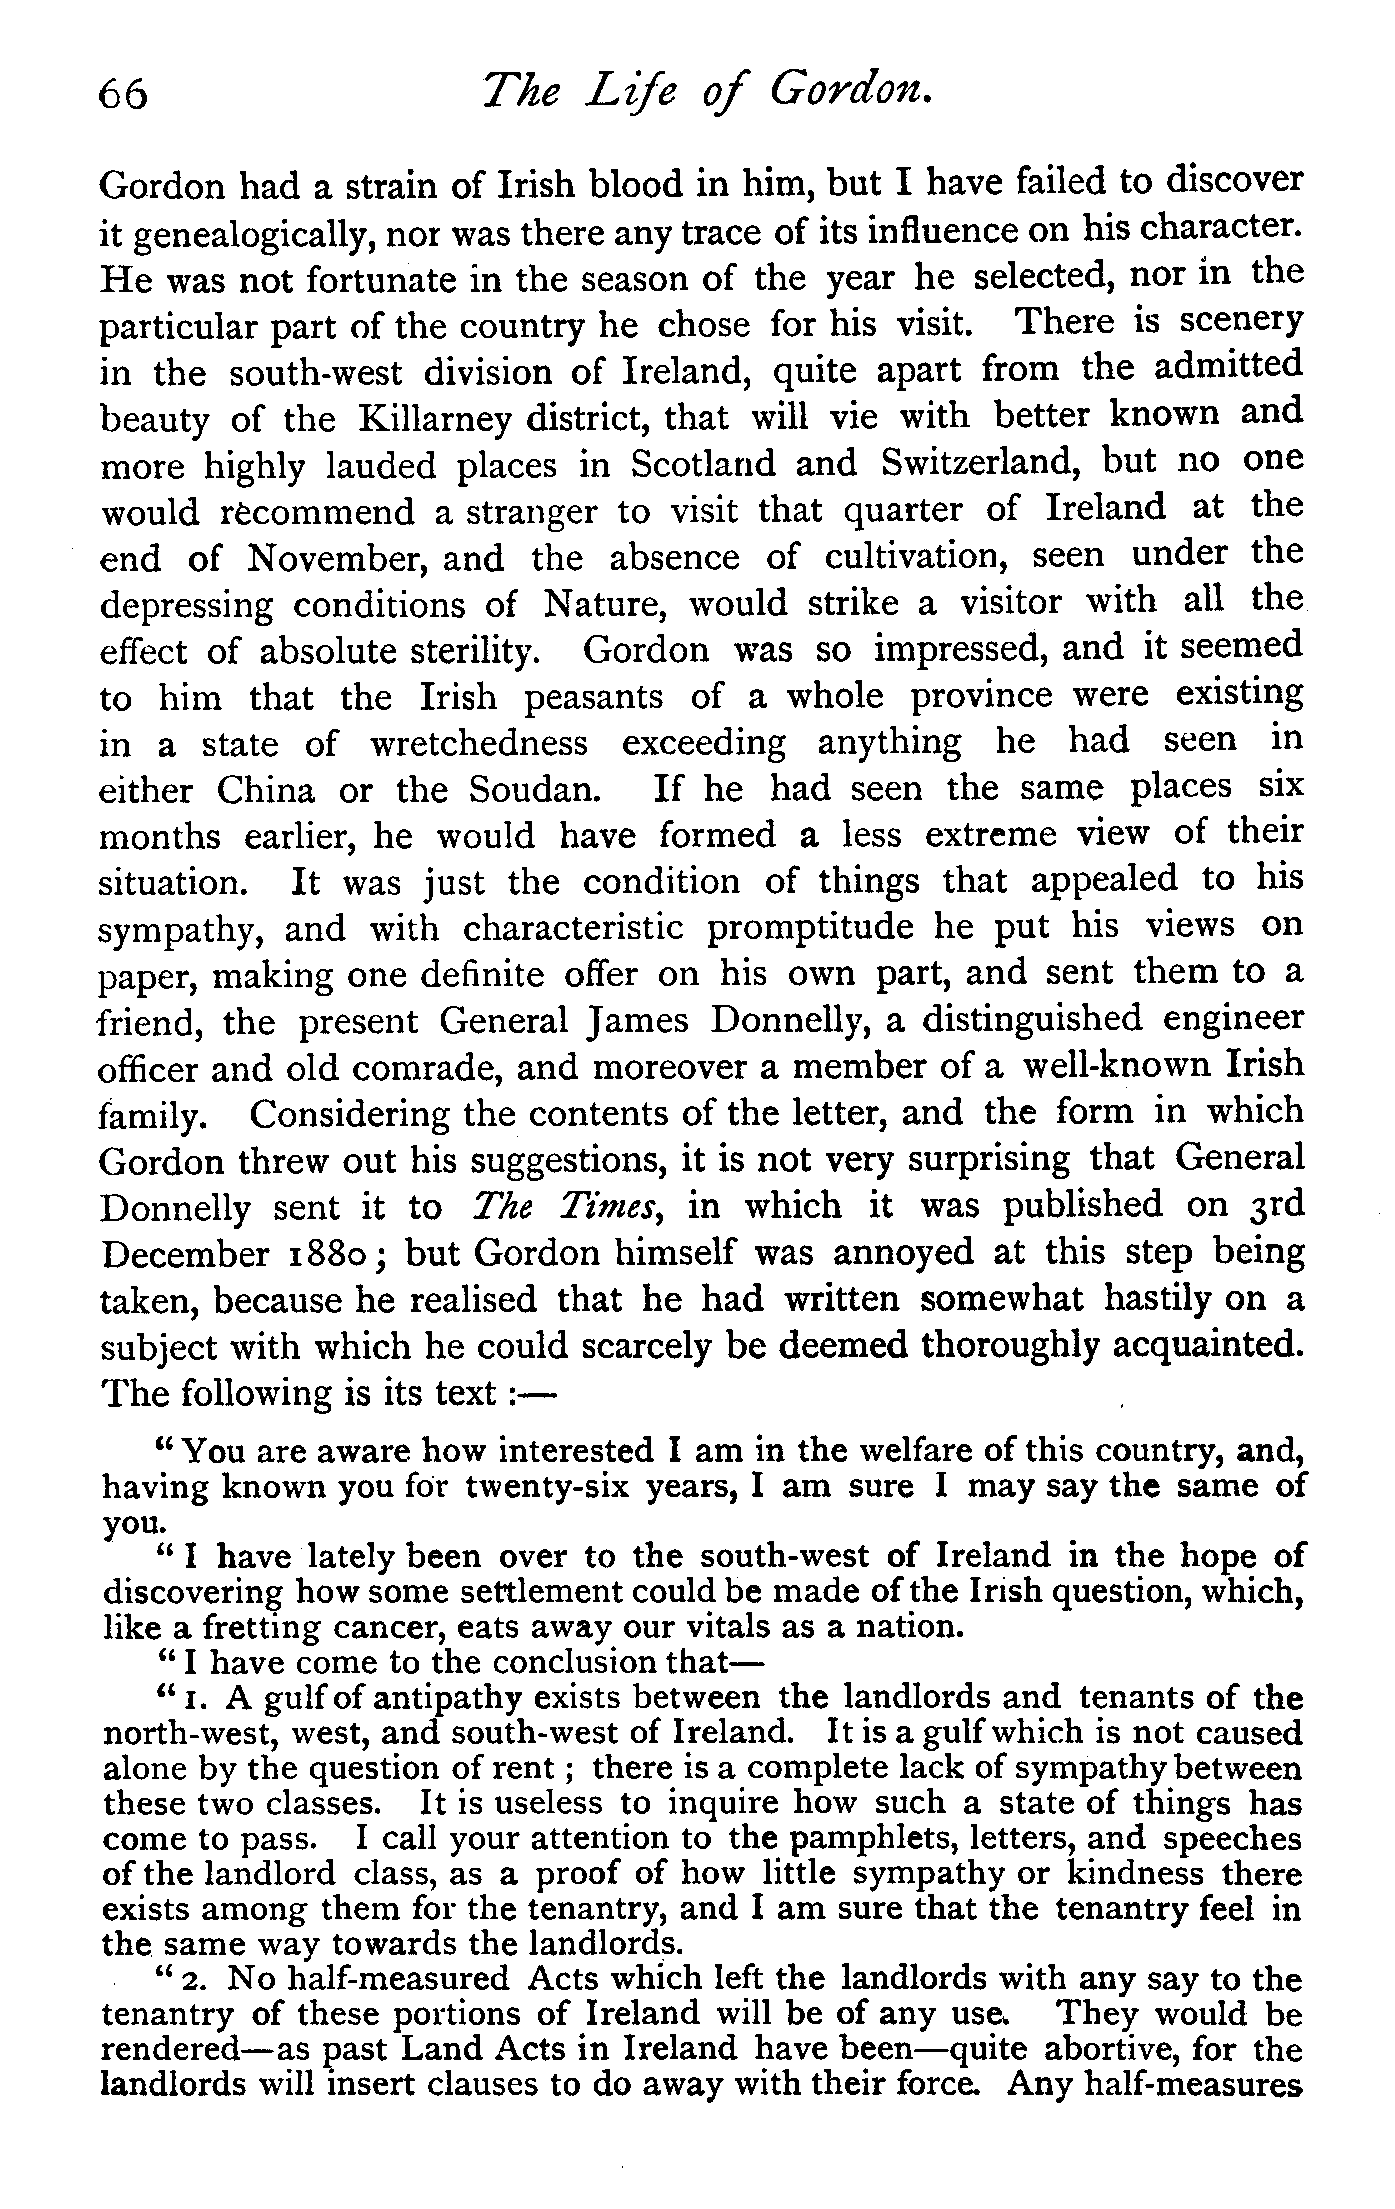 66 The Life of Gordon.
Gordon had a strain of Irish blood in him, but I have failed to discover
it genealogically, nor was there any trace of its influence on his character.
He was not fortunate in the season of the year he selected, nor in the
particular part of the country he chose for his visit. There is scenery
in the south-west division of Ireland, quite apart from the admitted
beauty of the Killarney district, that will vie with better known and
more highly lauded places in Scotland and Switzerland, but no one
would recommend a stranger to visit that quarter of Ireland at the
end of November, and the absence of cultivation, seen under the
depressing conditions of Nature, would strike a visitor with all the
effect of absolute sterility. Gordon was so impressed, and it seemed
to him that the Irish peasants of a whole province were existing
in a state of wretchedness exceeding anything he had seen in
either China or the Soudan. If he had seen the same places six
months earlier, he would have formed a less extreme view of their
situation. It was just the condition of things that appealed to his
sympathy, and with characteristic promptitude he put his views on
paper, making one definite offer on his own part, and sent them to a
friend, the present General James Donnelly, a distinguished engineer
officer and old comrade, and moreover a member of a well-known Irish
family. Considering the contents of the letter, and the form in which
Gordon threw out his suggestions, it is not very surprising that General
Donnelly sent it to The Times, in which it was published on 3rd
December 1880; but Gordon himself was annoyed at this step being
taken, because he realised that he had written somewhat hastily on a
subject with which he could scarcely be deemed thoroughly acquainted.
The following is its text :—
"You are aware how interested I am in the welfare of this country, and,
having known you for twenty-six years, I am sure I may say the same of
you.
"I have lately been over to the south-west of Ireland in the hope of
discovering how some settlement could be made of the Irish question, which,
like a fretting cancer, eats away our vitals as a nation.
"I have come to the conclusion that—
"1. A gulf of antipathy exists between the landlords and tenants of the
north-west, west, and south-west of Ireland. It is a gulf which is not caused
alone by the question of rent ; there is a complete lack of sympathy between
these two classes. It is useless to inquire how such a state of things has
come to pass. I call your attention to the pamphlets, letters, and speeches
of the landlord class, as a proof of how little sympathy or kindness there
exists among them for the tenantry, and I am sure that the tenantry feel in
the same way towards the landlords.
"2. No half-measured Acts which left the landlords with any say to the
tenantry of these portions of Ireland will be of any use. They would be
rendered—as past Land Acts in Ireland have been—quite abortive, for the
landlords will insert clauses to do away with their force. Any half-measures